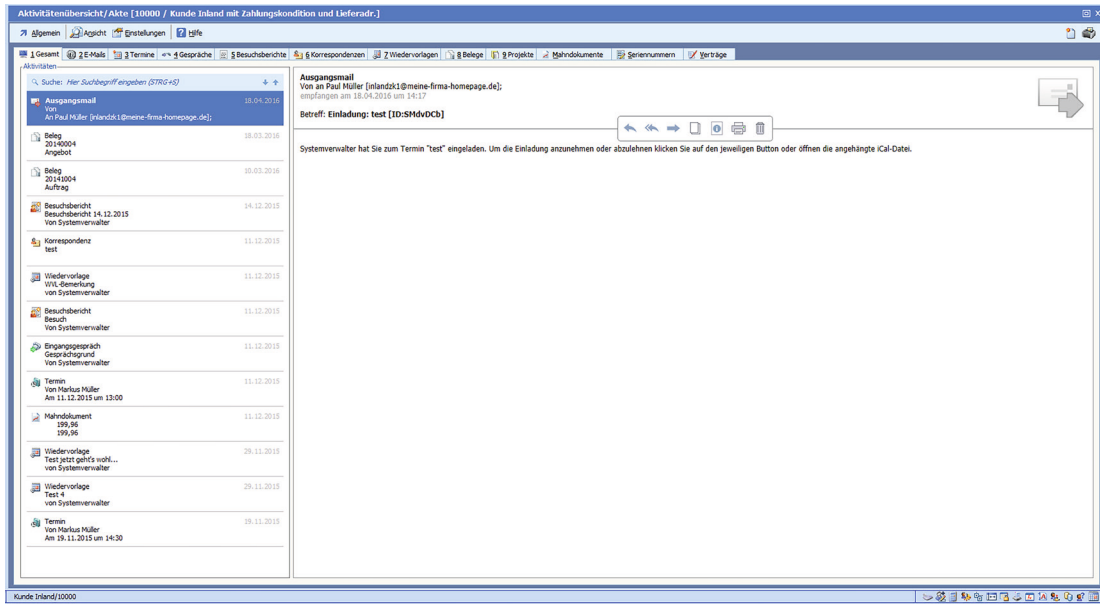 Aktivitätenübersicht/Akte [10000 / Kunde Inland mit Zahlungskondition und Lieferadr.]
Allgemein Ansicht Einstellungen Hilfe
1 Gesamt 2 E-Mails 3 Termine 4 Gespräche 5 Besuchsberichte 6 Korrespondenzen 7 Wiedervorlagen 8 Belege 9 Projekte Mahndokumente Seriennummern Verträge
Aktivitäten
Suche: Hier Suchbegriff eingeben (STRG+S)
Ausgangsmail 18.04.2016
Von
An Paul Müller [inlandzk1@meine-firma-homepage.de];
Beleg 18.03.2016
20140004
Angebot
Beleg 10.03.2016
20141004
Auftrag
Besuchsbericht 14.12.2015
Besuchsbericht 14.12.2015
Von Systemverwalter
Korrespondenz 11.12.2015
test
Wiedervorlage 11.12.2015
WVL-Bemerkung
von Systemverwalter
Besuchsbericht 11.12.2015
Besuch
Von Systemverwalter
Eingangsgespräch 11.12.2015
Gesprächsgrund
Von Systemverwalter
Termin 11.12.2015
Von Markus Müller
Am 11.12.2015 um 13:00
Mahndokument 11.12.2015
199,96
199,96
Wiedervorlage 29.11.2015
Test jetzt geht's wohl...
von Systemverwalter
Wiedervorlage 29.11.2015
Test 4
von Systemverwalter
Termin 19.11.2015
Von Markus Müller
Am 19.11.2015 um 14:30
Ausgangsmail
Von an Paul Müller [inlandzk1@meine-firma-homepage.de];
empfangen am 18.04.2016 um 14:17
Betreff: Einladung: test [ID:SMdvDCb]
Systemverwalter hat Sie zum Termin "test" eingeladen. Um die Einladung anzunehmen oder abzulehnen klicken Sie auf den jeweiligen Button oder öffnen die angehängte iCal-Datei.
Kunde Inland/10000